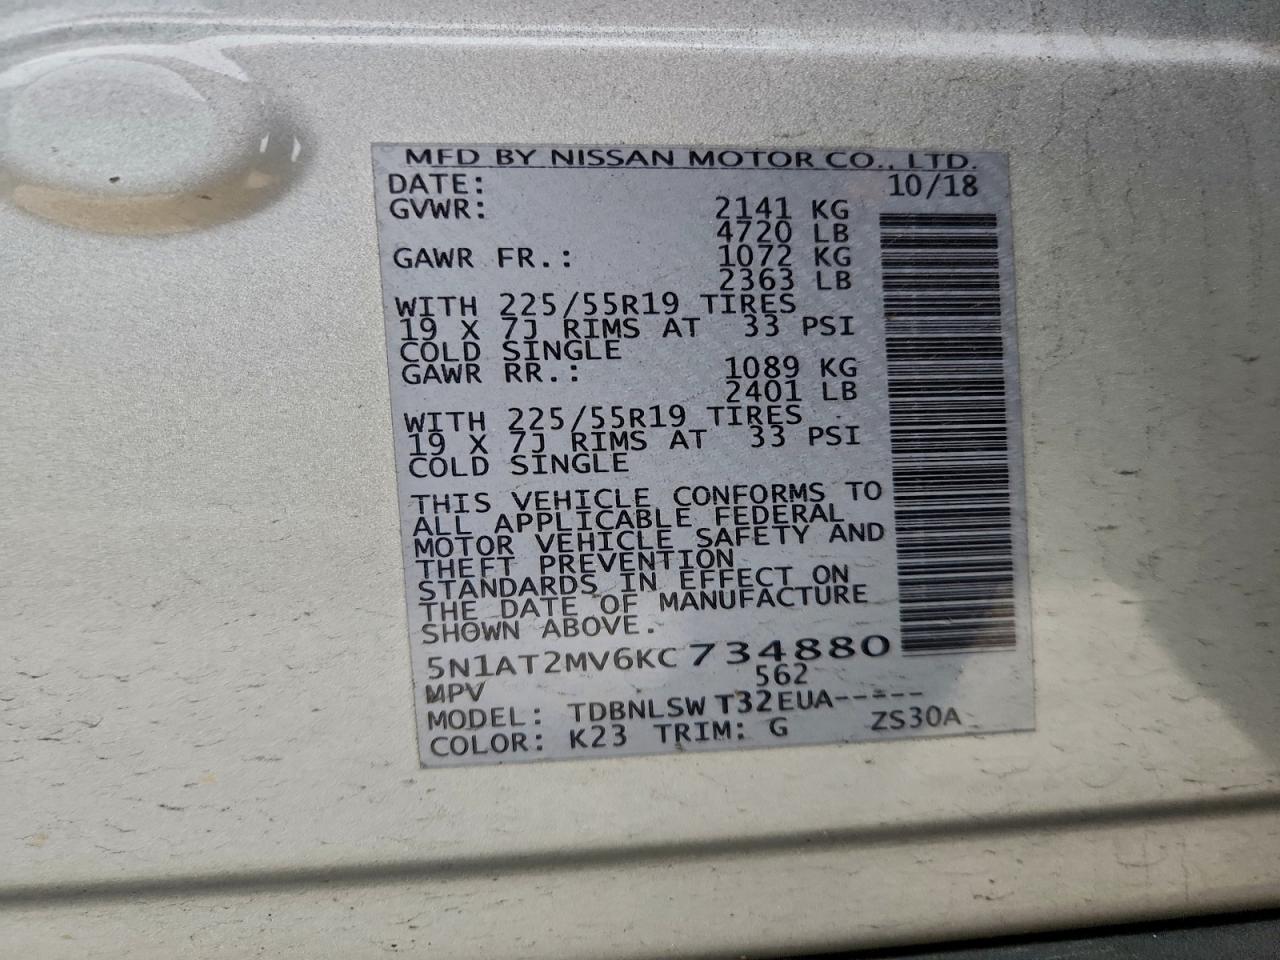 MFD BY NISSAN MOTOR CO., LTD.
DATE: 10/18
GVWR: 2141 KG
4720 LB
GAWR FR.: 1072 KG
2363 LB
WITH 225/55R19 TIRES
19 X 7J RIMS AT 33 PSI
COLD SINGLE
GAWR RR.: 1089 KG
2401 LB
WITH 225/55R19 TIRES
19 X 7J RIMS AT 33 PSI
COLD SINGLE
THIS VEHICLE CONFORMS TO
ALL APPLICABLE FEDERAL
MOTOR VEHICLE SAFETY AND
THEFT PREVENTION
STANDARDS IN EFFECT ON
THE DATE OF MANUFACTURE
SHOWN ABOVE.
5N1AT2MV6KC734880
MPV 562
MODEL: TDBNLSW T32EUA-----
COLOR: K23 TRIM: G ZS30A